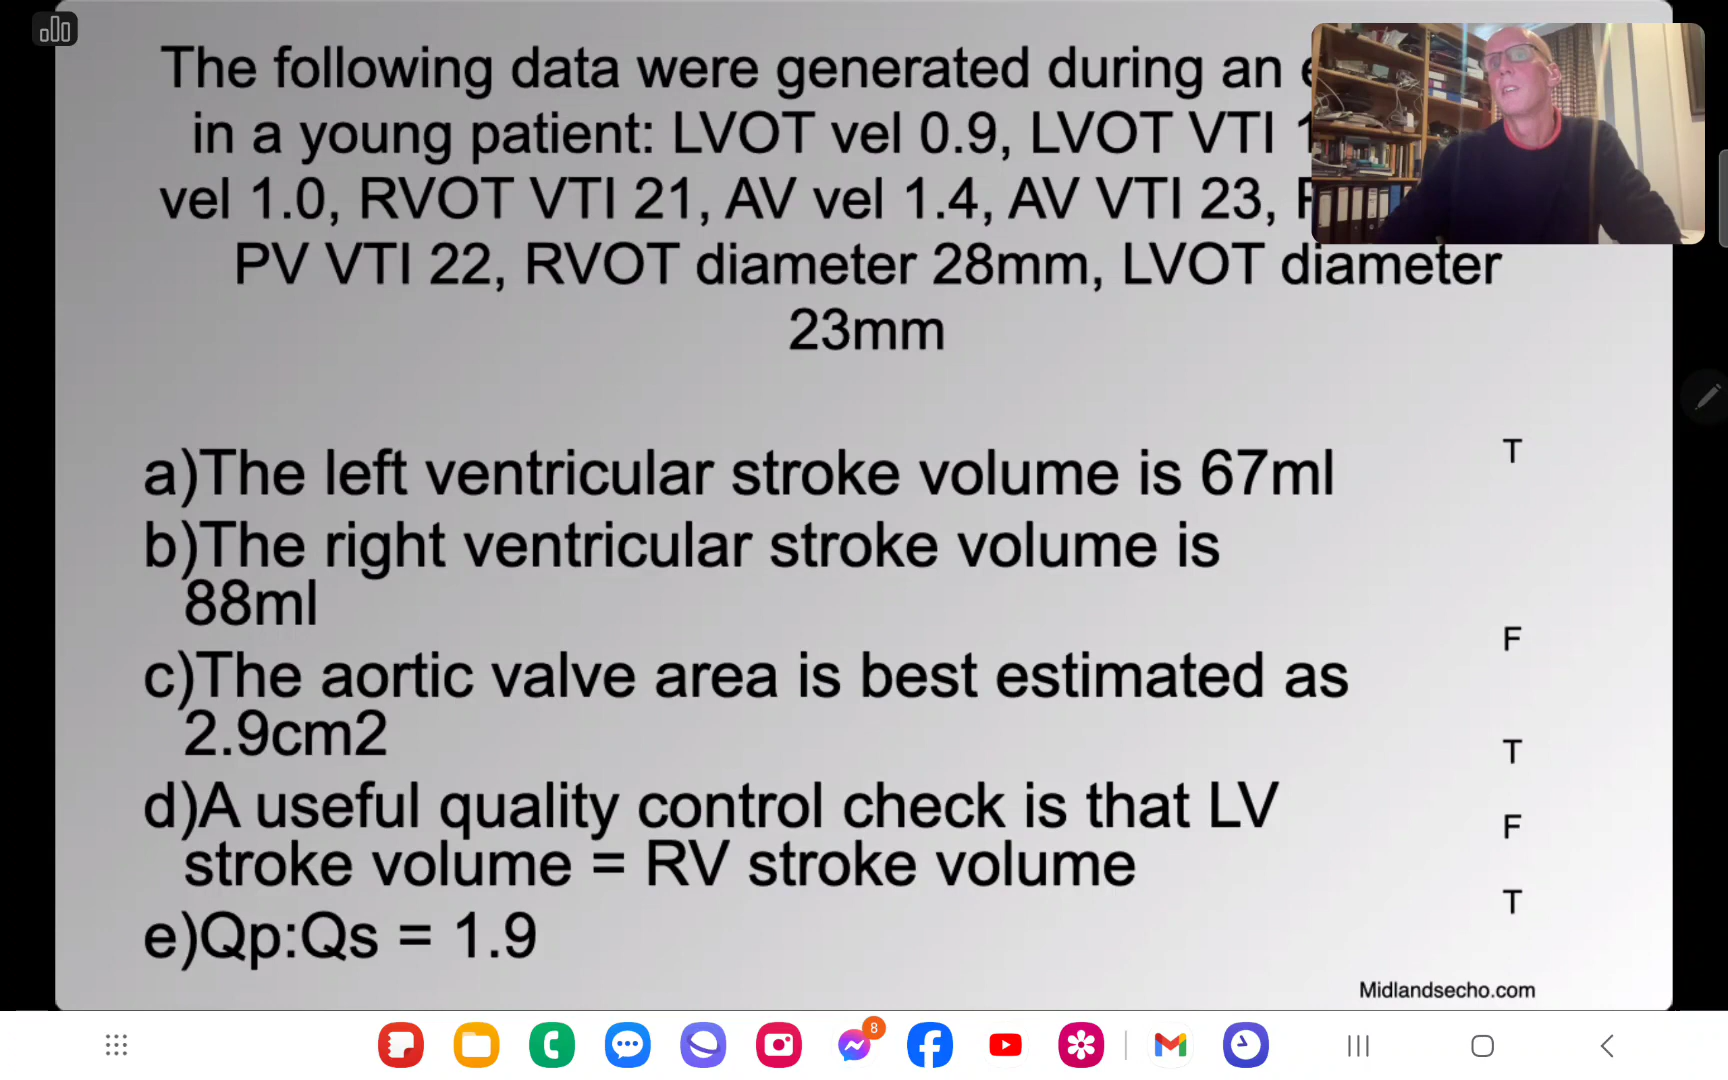 The following data were generated during an
in a young patient: LVOT vel 0.9, LVOT VTI
vel 1.0, RVOT VTI 21, AV vel 1.4, AV VTI 23,
PV VTI 22, RVOT diameter 28mm, LVOT diameter
23mm
a)The left ventricular stroke volume is 67ml
T
b)The right ventricular stroke volume is
88ml
F
c)The aortic valve area is best estimated as
2.9cm2
T
d)A useful quality control check is that LV
F
stroke volume = RV stroke volume
T
e)Qp:Qs = 1.9
Midlandsecho.com
8